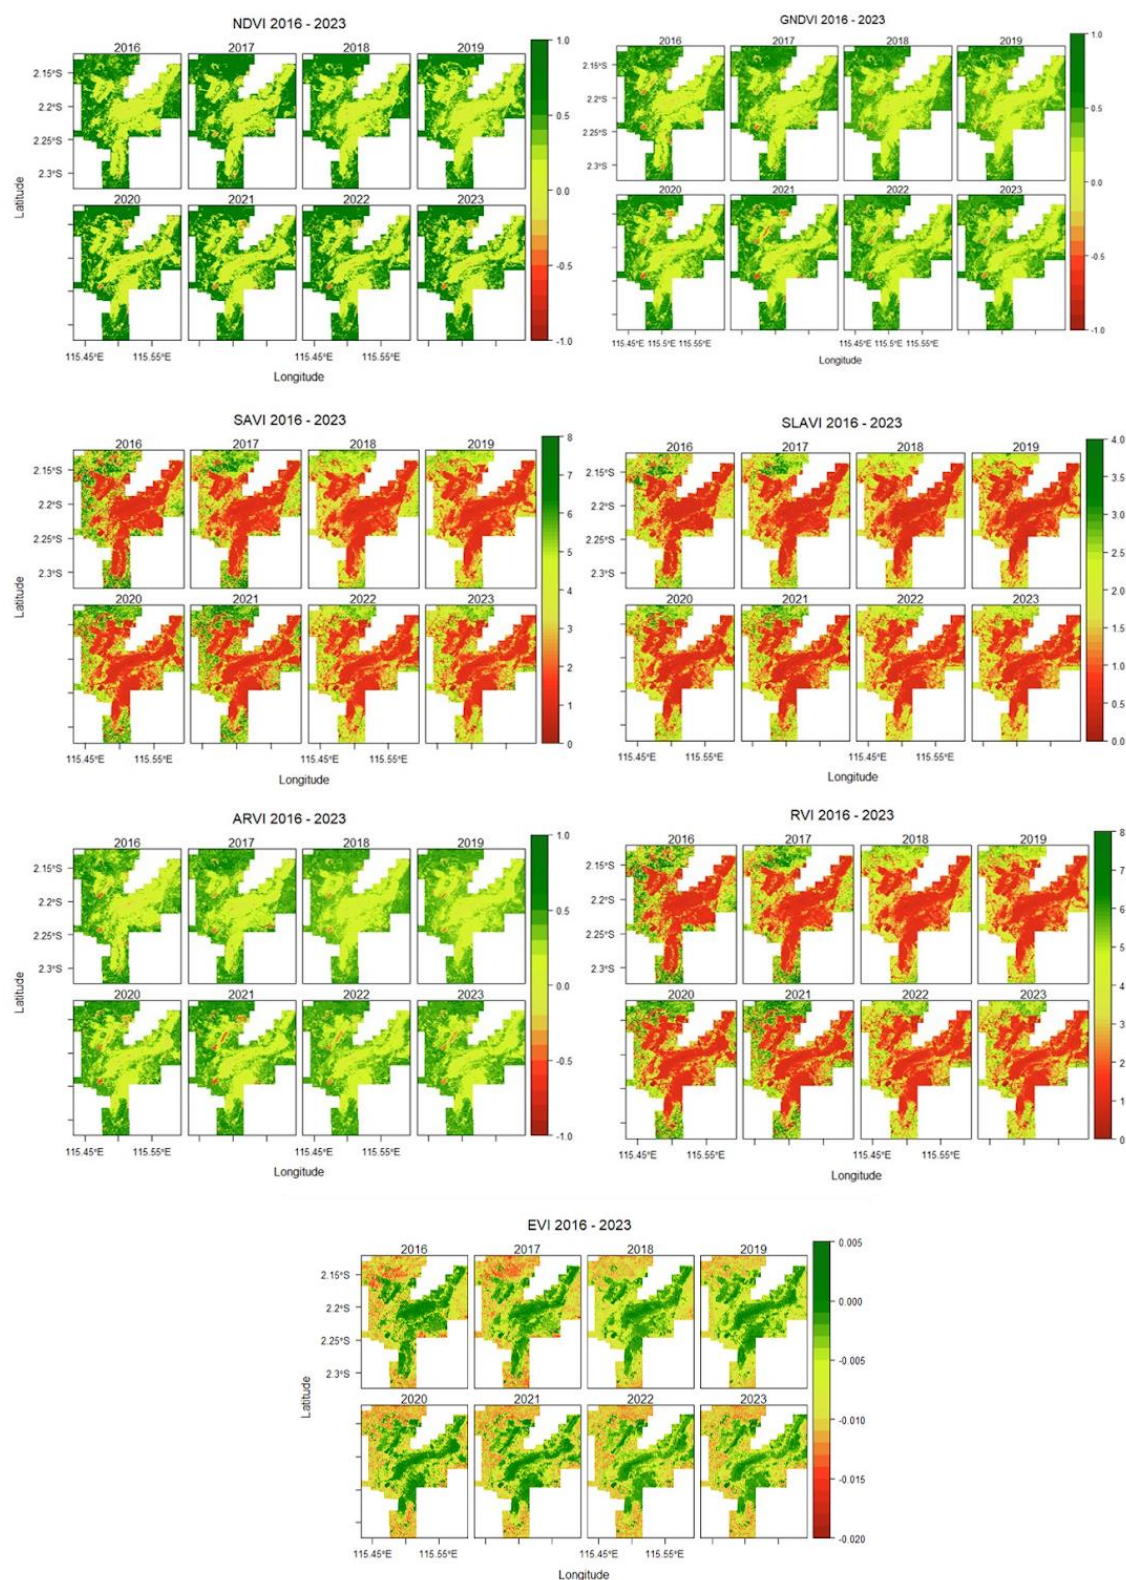 NDVI 2016 - 2023
2016 2017 2018 2019
1.0
2.15°S
2.2°S
0.5
2.25°S
2.3°S
0.0
Latitude
2020 2021 2022 2023
-0.5
-1.0
115.45°E 115.55°E 115.45°E 115.55°E
Longitude
GNDVI 2016 - 2023
2016 2017 2018 2019
1.0
2.15°S
2.2°S
0.5
2.25°S
2.3°S
0.0
Latitude
2020 2021 2022 2023
-0.5
-1.0
115.45°E 115.5°E 115.55°E 115.45°E 115.5°E 115.55°E
Longitude
SAVI 2016 - 2023
2016 2017 2018 2019
8
2.15°S
7
2.2°S
6
2.25°S
5
2.3°S
4
Latitude
2020 2021 2022 2023
3
2
1
0
115.45°E 115.55°E 115.45°E 115.55°E
Longitude
SLAVI 2016 - 2023
2016 2017 2018 2019
4.0
2.15°S
3.5
2.2°S
3.0
2.25°S
2.5
2.3°S
2.0
Latitude
2020 2021 2022 2023
1.5
1.0
0.5
0.0
115.45°E 115.55°E 115.45°E 115.55°E
Longitude
ARVI 2016 - 2023
2016 2017 2018 2019
1.0
2.15°S
2.2°S
0.5
2.25°S
2.3°S
0.0
Latitude
2020 2021 2022 2023
-0.5
-1.0
115.45°E 115.55°E 115.45°E 115.55°E
Longitude
RVI 2016 - 2023
2016 2017 2018 2019
8
2.15°S
7
2.2°S
6
2.25°S
5
2.3°S
4
Latitude
2020 2021 2022 2023
3
2
1
0
115.45°E 115.55°E 115.45°E 115.55°E
Longitude
EVI 2016 - 2023
2016 2017 2018 2019
0.005
2.15°S
0.000
2.2°S
2.25°S
-0.005
2.3°S
Latitude
2020 2021 2022 2023
-0.010
-0.015
-0.020
115.45°E 115.55°E 115.45°E 115.55°E
Longitude